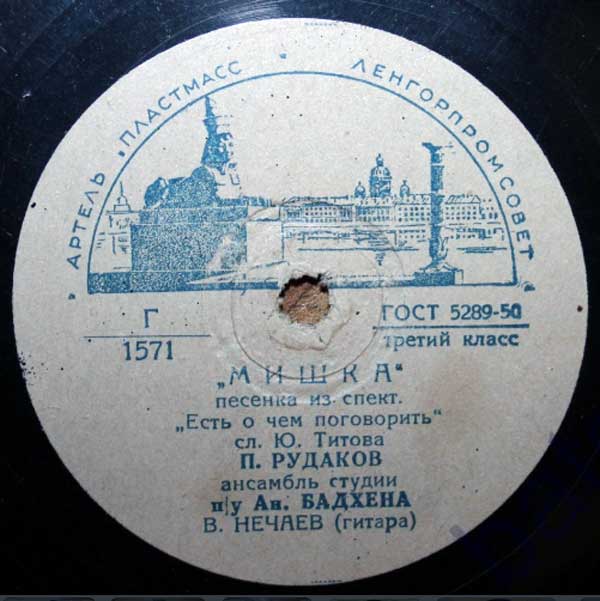 АРТЕЛЬ „ПЛАСТМАСС" · ЛЕНГОРПРОМСОВЕТ
Г
1571
ГОСТ 5289-50
третий класс
„МИШКА“
песенка из спект.
„Есть о чем поговорить“
сл. Ю. Титова
П. РУДАКОВ
ансамбль студии
п/у Ан. БАДХЕНА
В. НЕЧАЕВ (гитара)